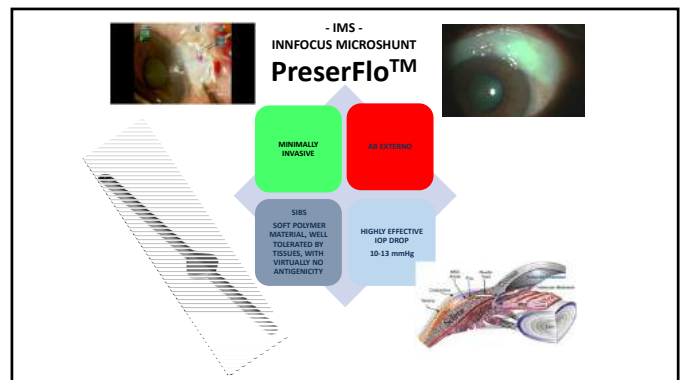 - IMS -
INNFOCUS MICROSHUNT
PreserFlo™
MINIMALLY
INVASIVE
AB EXTERNO
SIBS
SOFT POLYMER
MATERIAL, WELL
TOLERATED BY
TISSUES, WITH
VIRTUALLY NO
ANTIGENICITY
HIGHLY EFFECTIVE
IOP DROP
10-13 mmHg
Sclera